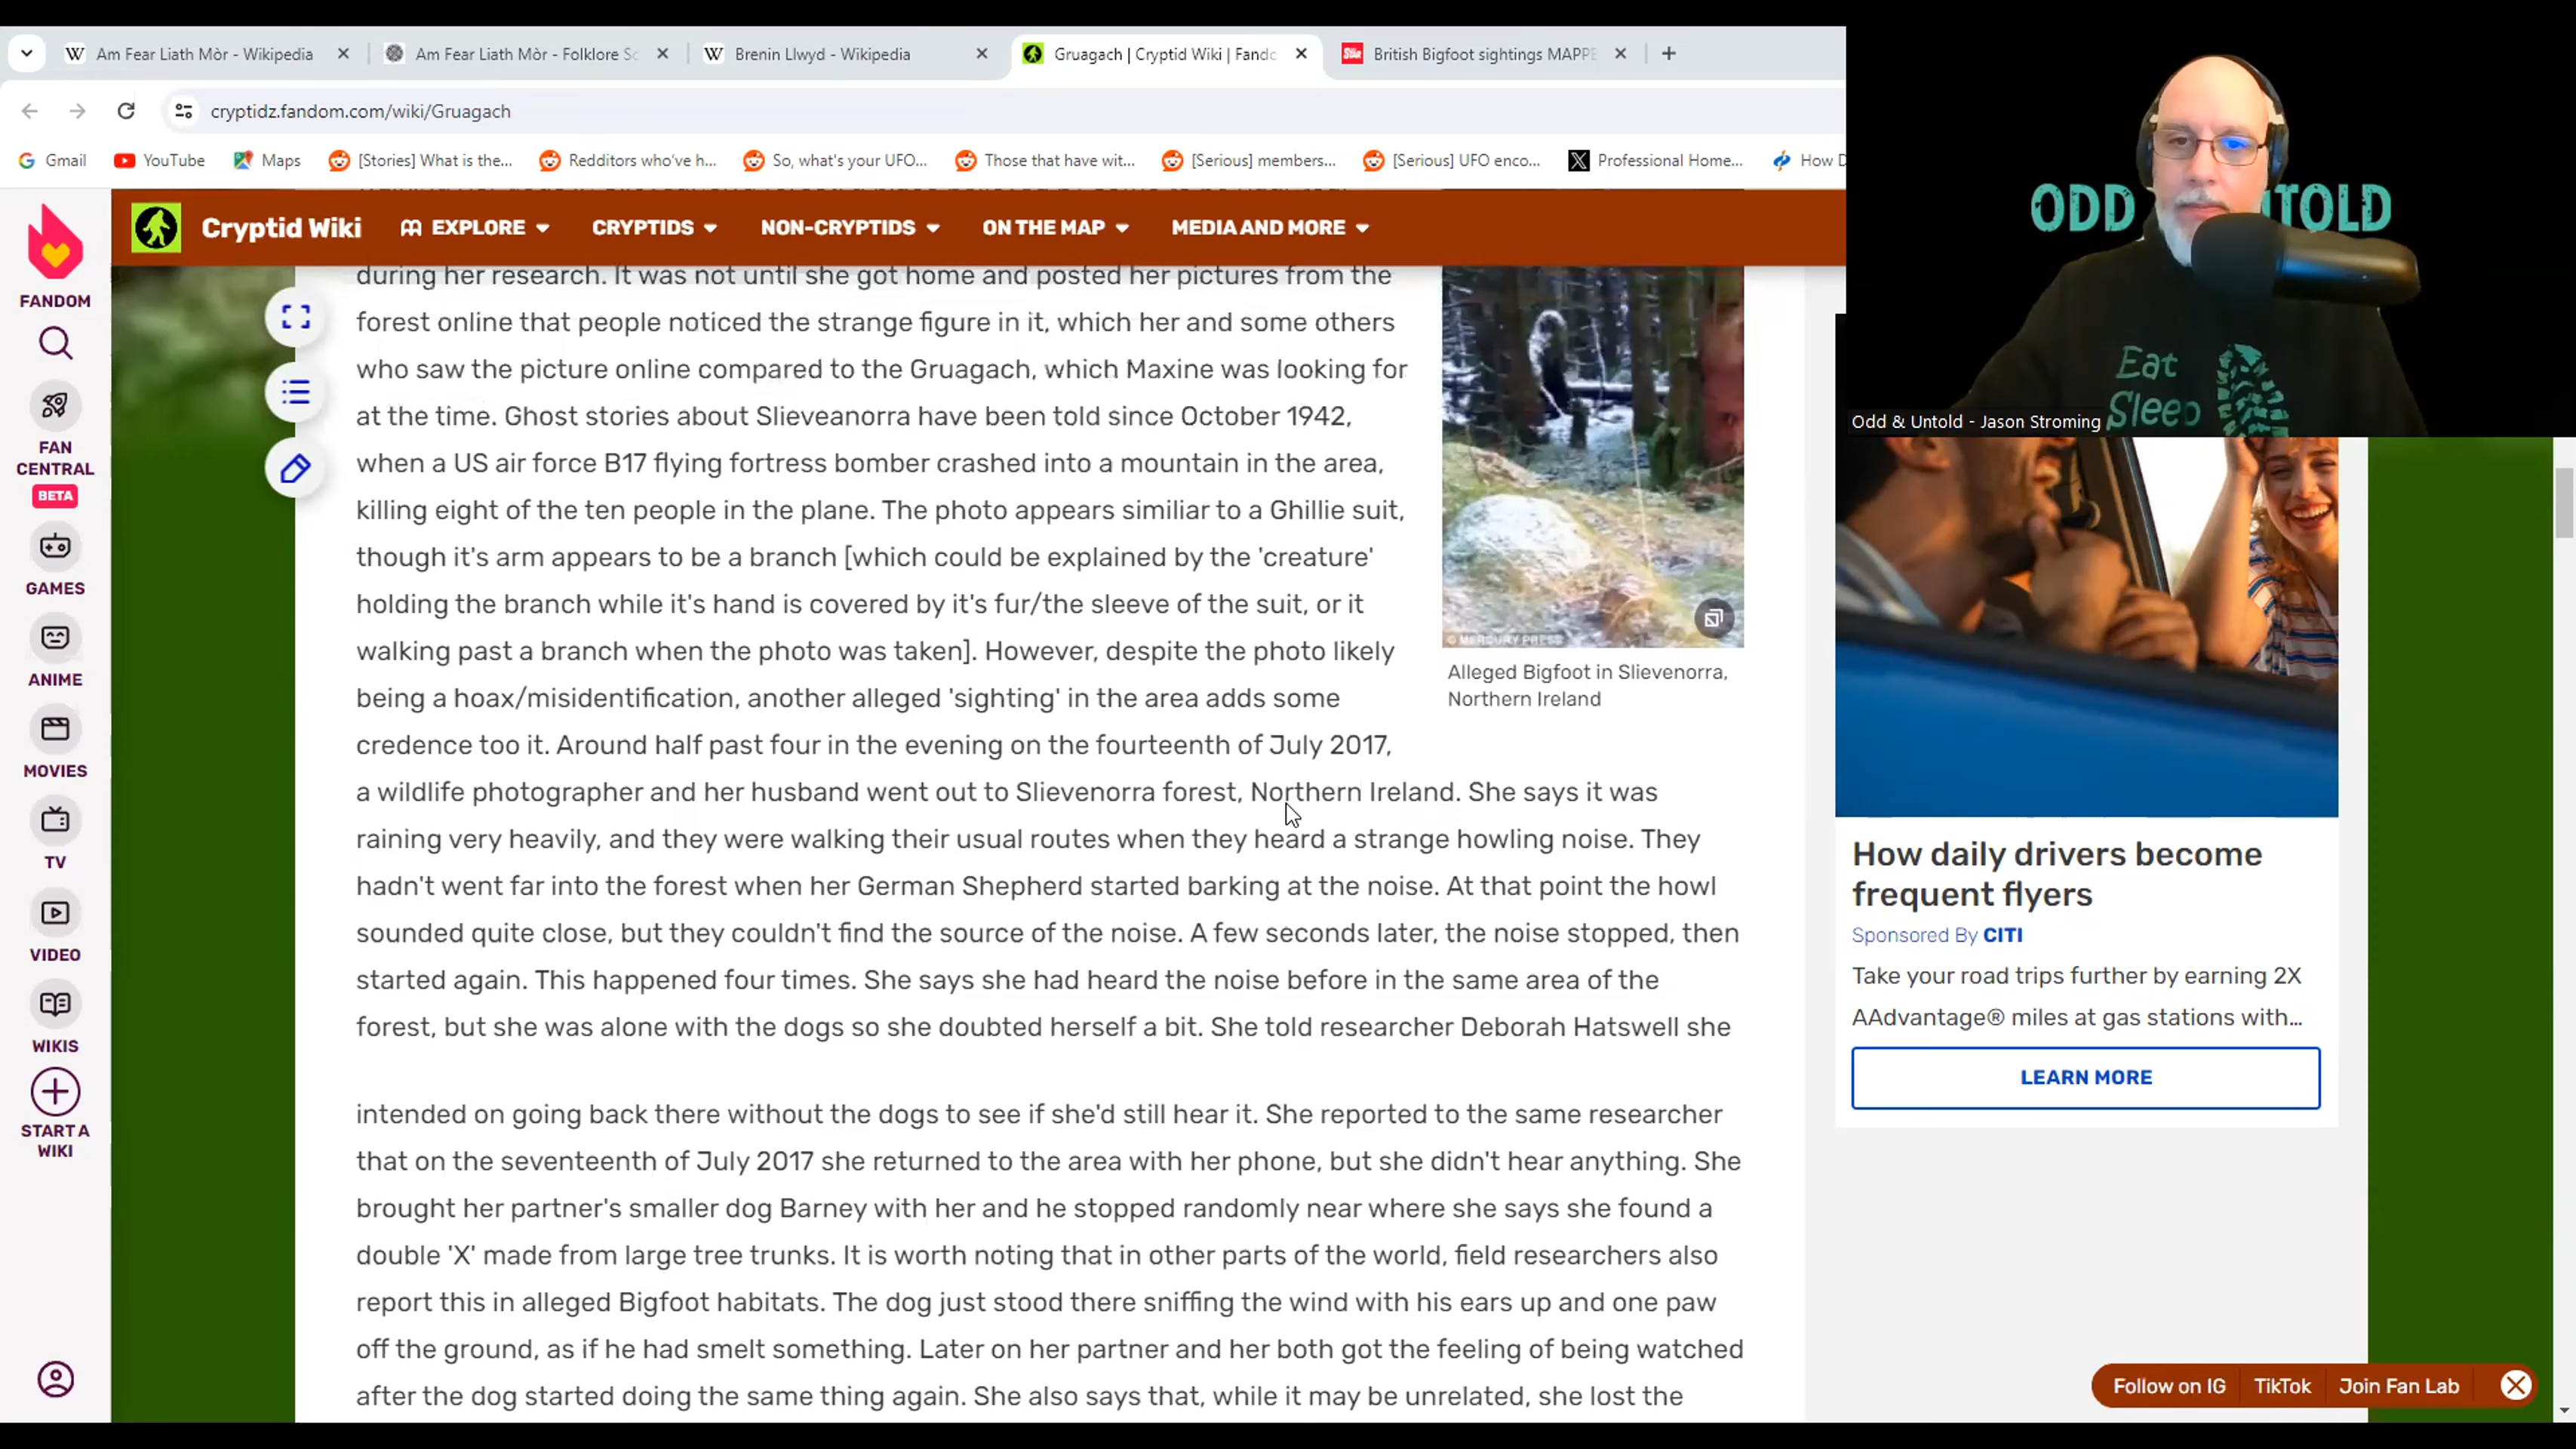 Am Fear Liath Mòr - Wikipedia
Am Fear Liath Mòr - Folklore Sc
Brenin Llwyd - Wikipedia
Gruagach | Cryptid Wiki | Fando
British Bigfoot sightings MAPPE
cryptidz.fandom.com/wiki/Gruagach
Gmail
YouTube
Maps
[Stories] What is the...
Redditors who've h...
So, what's your UFO...
Those that have wit...
[Serious] members...
[Serious] UFO enco...
Professional Home...
How D
FANDOM
FAN
CENTRAL
BETA
GAMES
ANIME
MOVIES
TV
VIDEO
WIKIS
START A
WIKI
Cryptid Wiki
EXPLORE
CRYPTIDS
NON-CRYPTIDS
ON THE MAP
MEDIA AND MORE
during her research. It was not until she got home and posted her pictures from the
forest online that people noticed the strange figure in it, which her and some others
who saw the picture online compared to the Gruagach, which Maxine was looking for
at the time. Ghost stories about Slieveanorra have been told since October 1942,
when a US air force B17 flying fortress bomber crashed into a mountain in the area,
killing eight of the ten people in the plane. The photo appears similiar to a Ghillie suit,
though it's arm appears to be a branch [which could be explained by the 'creature'
holding the branch while it's hand is covered by it's fur/the sleeve of the suit, or it
walking past a branch when the photo was taken]. However, despite the photo likely
being a hoax/misidentification, another alleged 'sighting' in the area adds some
credence too it. Around half past four in the evening on the fourteenth of July 2017,
a wildlife photographer and her husband went out to Slievenorra forest, Northern Ireland. She says it was
raining very heavily, and they were walking their usual routes when they heard a strange howling noise. They
hadn't went far into the forest when her German Shepherd started barking at the noise. At that point the howl
sounded quite close, but they couldn't find the source of the noise. A few seconds later, the noise stopped, then
started again. This happened four times. She says she had heard the noise before in the same area of the
forest, but she was alone with the dogs so she doubted herself a bit. She told researcher Deborah Hatswell she
intended on going back there without the dogs to see if she'd still hear it. She reported to the same researcher
that on the seventeenth of July 2017 she returned to the area with her phone, but she didn't hear anything. She
brought her partner's smaller dog Barney with her and he stopped randomly near where she says she found a
double 'X' made from large tree trunks. It is worth noting that in other parts of the world, field researchers also
report this in alleged Bigfoot habitats. The dog just stood there sniffing the wind with his ears up and one paw
off the ground, as if he had smelt something. Later on her partner and her both got the feeling of being watched
after the dog started doing the same thing again. She also says that, while it may be unrelated, she lost the
© MERCURY PRESS
Alleged Bigfoot in Slievenorra,
Northern Ireland
ODD
NTOLD
Eat
Sleep
Odd & Untold - Jason Stroming
How daily drivers become
frequent flyers
Sponsored By CITI
Take your road trips further by earning 2X
AAdvantage® miles at gas stations with...
LEARN MORE
Follow on IG
TikTok
Join Fan Lab